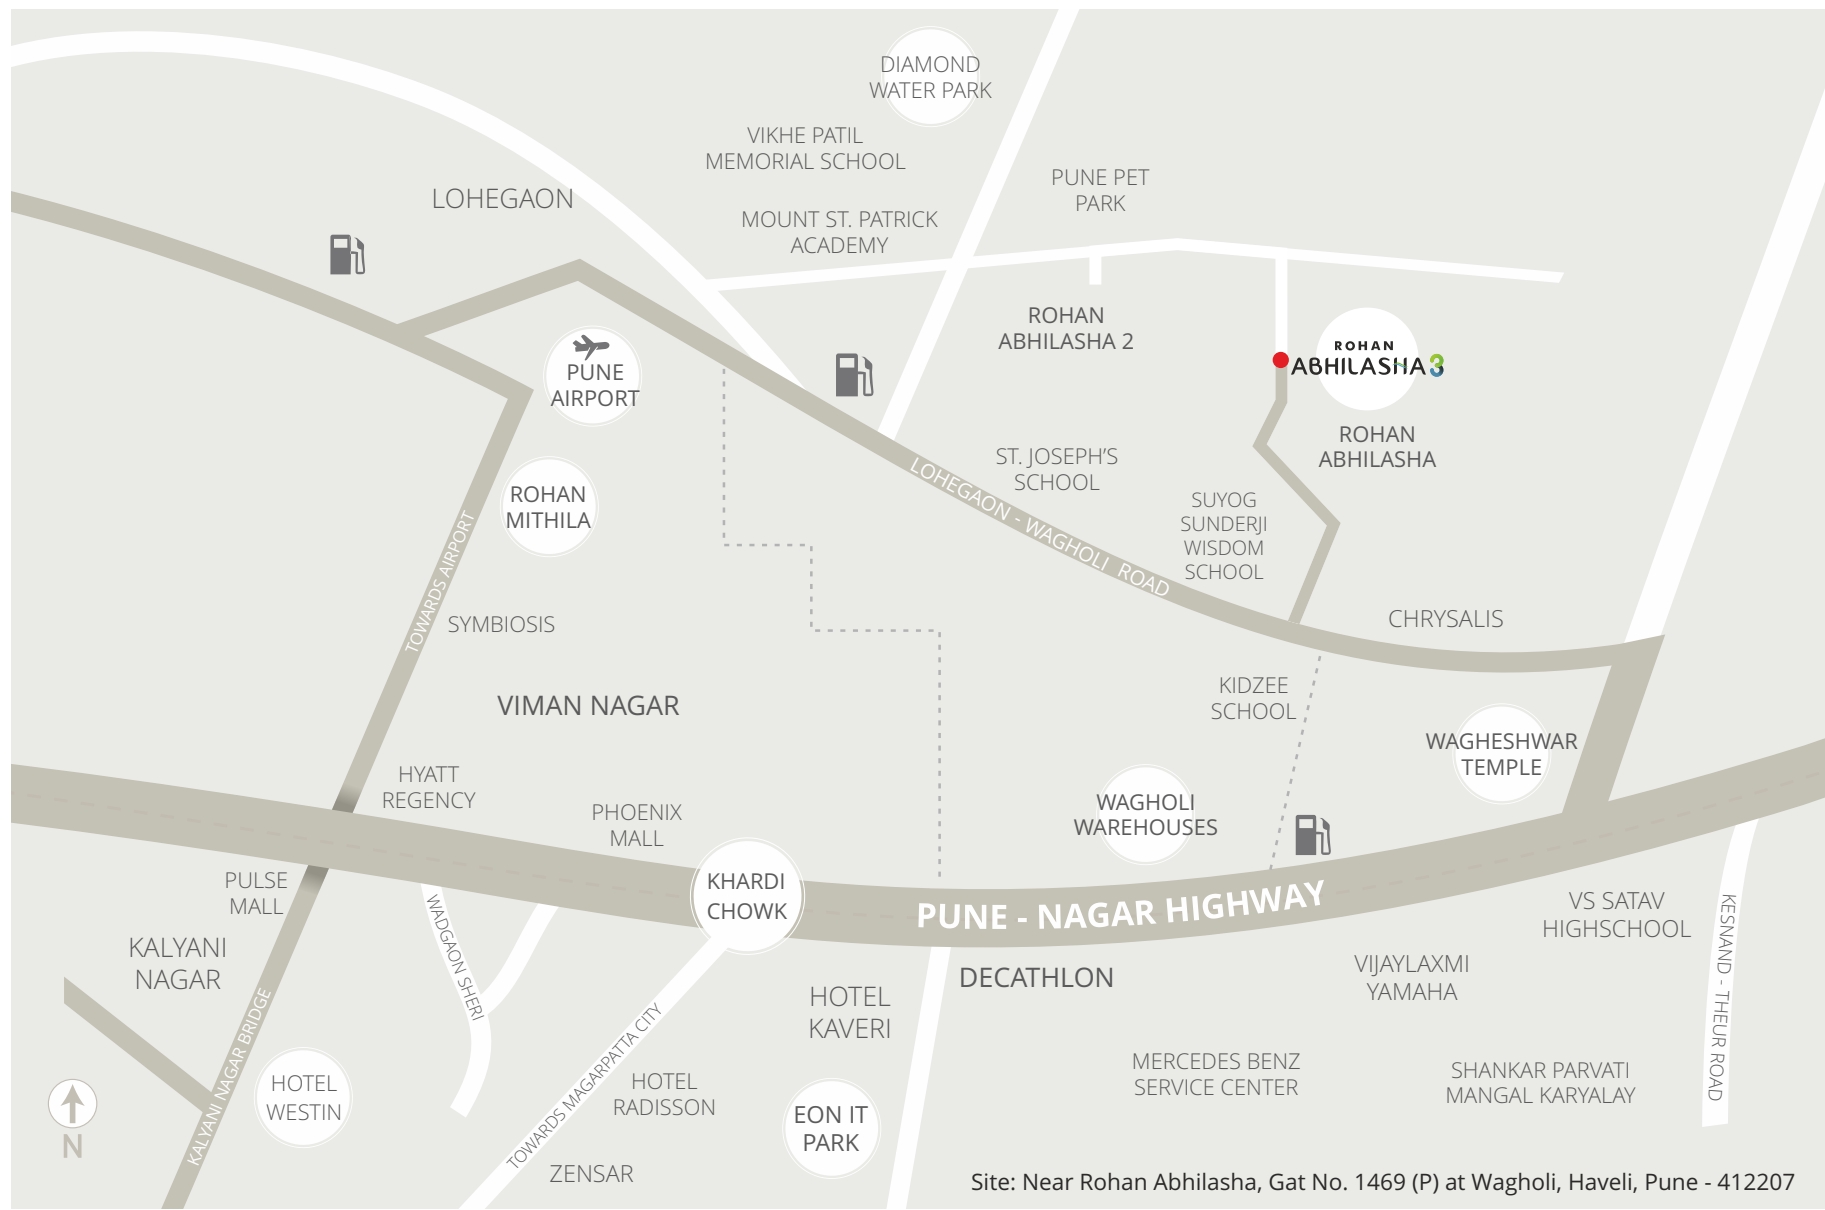 DIAMOND
WATER PARK
VIKHE PATIL
MEMORIAL SCHOOL
LOHEGAON
MOUNT ST. PATRICK
ACADEMY
PUNE PET
PARK
ROHAN
ABHILASHA 2
ROHAN
ABHILASHA 3
PUNE
AIRPORT
ROHAN
ABHILASHA
ST. JOSEPH'S
SCHOOL
LOHEGAON - WAGHOLI ROAD
SUYOG
SUNDERJI
WISDOM
SCHOOL
ROHAN
MITHILA
TOWARDS AIRPORT
SYMBIOSIS
CHRYSALIS
VIMAN NAGAR
KIDZEE
SCHOOL
WAGHESHWAR
TEMPLE
HYATT
REGENCY
PHOENIX
MALL
WAGHOLI
WAREHOUSES
PULSE
MALL
KHARDI
CHOWK
PUNE - NAGAR HIGHWAY
VS SATAV
HIGHSCHOOL
KALYANI
NAGAR
WADGAON SHERI
DECATHLON
VIJAYLAXMI
YAMAHA
KESNAND - THEUR ROAD
HOTEL
KAVERI
KALYANI NAGAR BRIDGE
HOTEL
WESTIN
TOWARDS MAGARPATTA CITY
HOTEL
RADISSON
MERCEDES BENZ
SERVICE CENTER
SHANKAR PARVATI
MANGAL KARYALAY
EON IT
PARK
N
ZENSAR
Site: Near Rohan Abhilasha, Gat No. 1469 (P) at Wagholi, Haveli, Pune - 412207